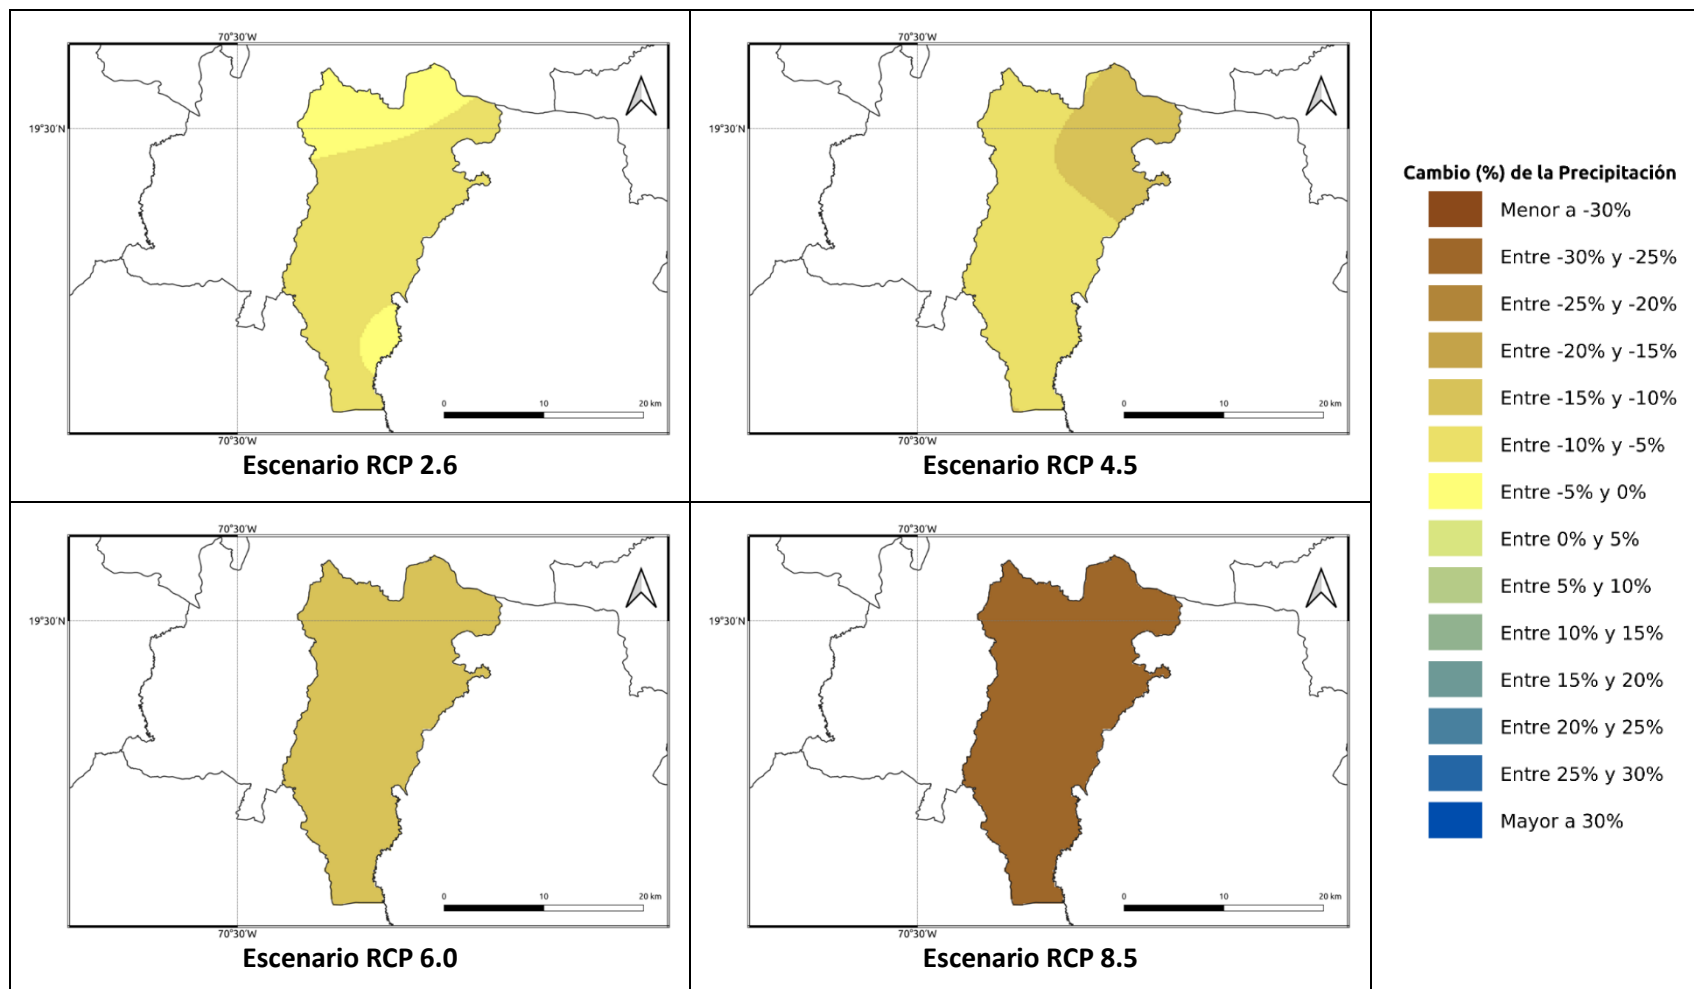 70°30'W
19°30'N
0 10 20 km
70°30'W
Escenario RCP 2.6
70°30'W
19°30'N
0 10 20 km
70°30'W
Escenario RCP 4.5
70°30'W
19°30'N
0 10 20 km
70°30'W
Escenario RCP 6.0
70°30'W
19°30'N
0 10 20 km
70°30'W
Escenario RCP 8.5
Cambio (%) de la Precipitación
Menor a -30%
Entre -30% y -25%
Entre -25% y -20%
Entre -20% y -15%
Entre -15% y -10%
Entre -10% y -5%
Entre -5% y 0%
Entre 0% y 5%
Entre 5% y 10%
Entre 10% y 15%
Entre 15% y 20%
Entre 20% y 25%
Entre 25% y 30%
Mayor a 30%